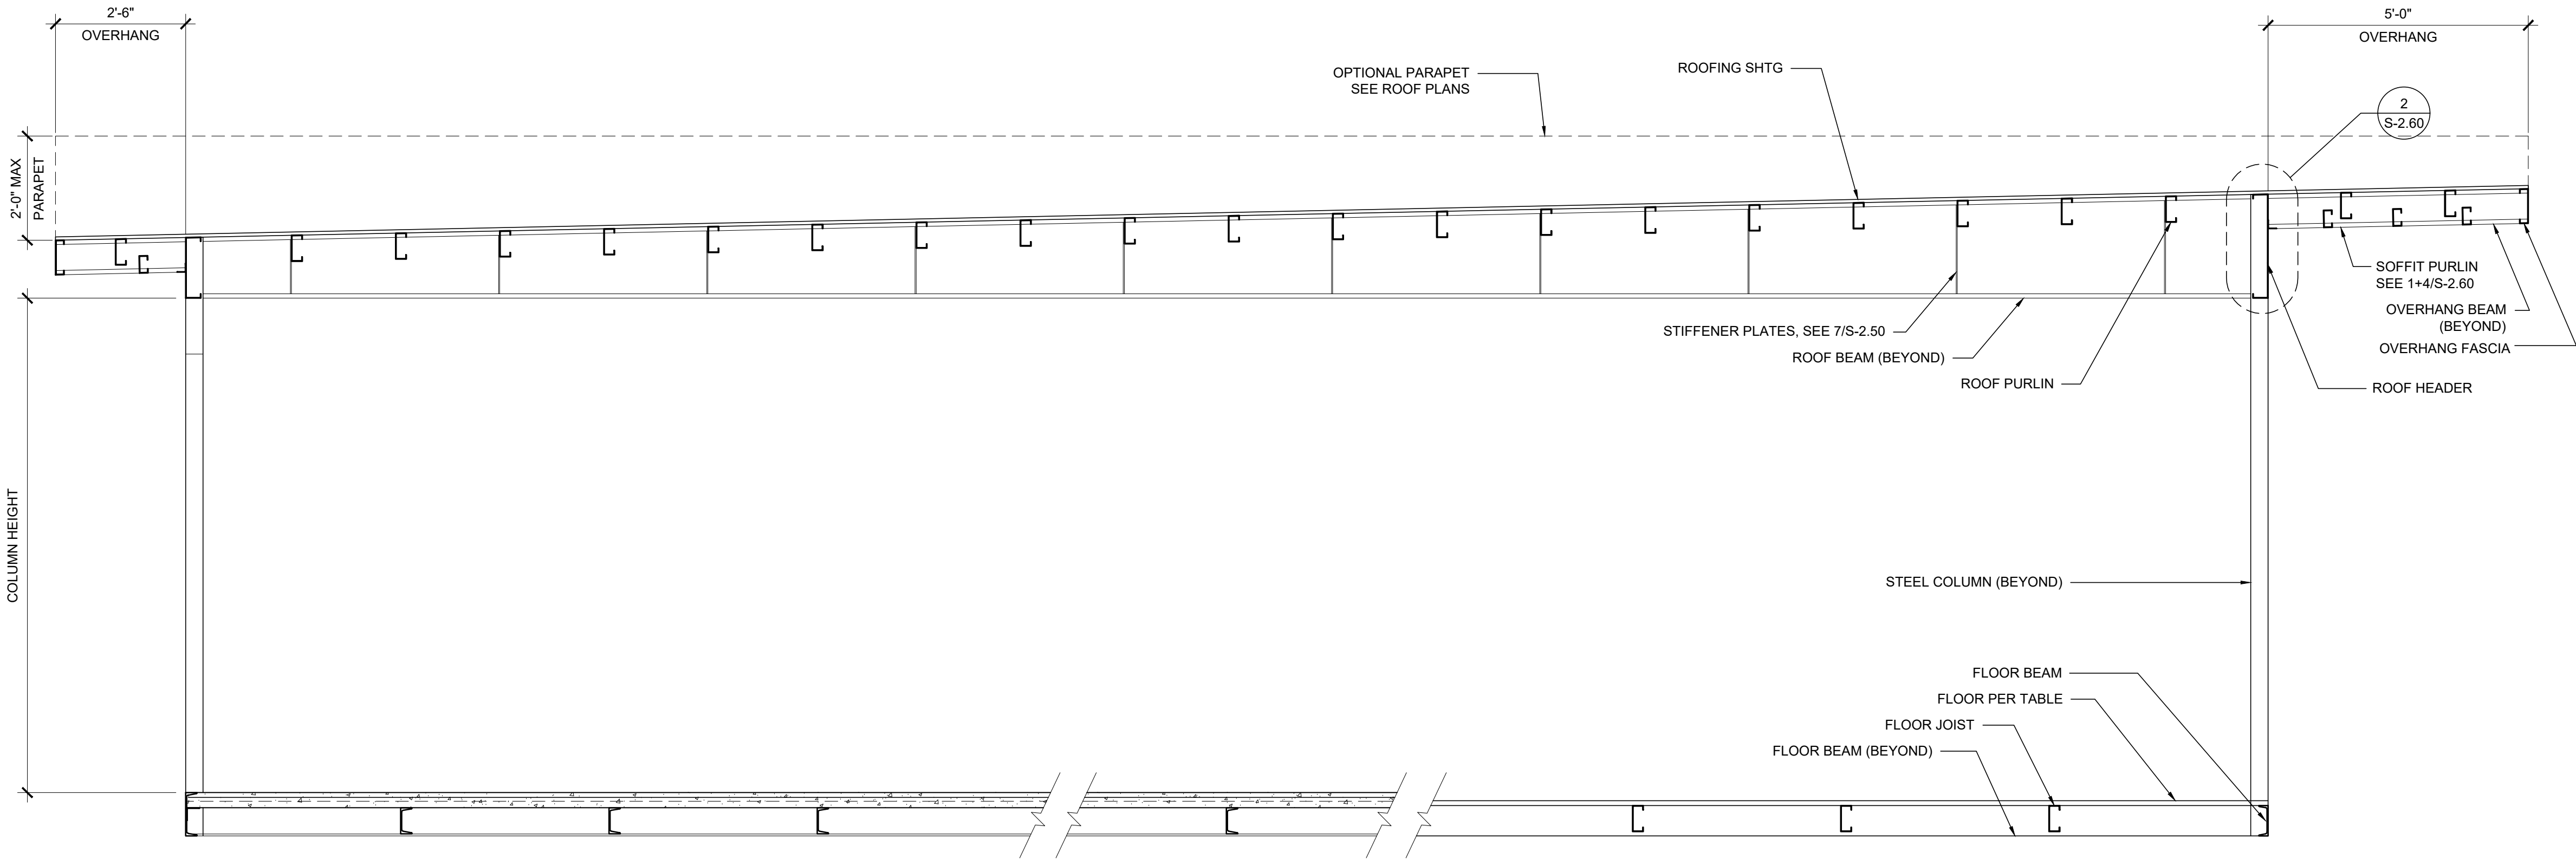 2'-6"
OVERHANG
5'-0"
OVERHANG
OPTIONAL PARAPET
SEE ROOF PLANS
ROOFING SHTG
2
S-2.60
2'-0" MAX
PARAPET
SOFFIT PURLIN
SEE 1+4/S-2.60
OVERHANG BEAM
(BEYOND)
OVERHANG FASCIA
STIFFENER PLATES, SEE 7/S-2.50
ROOF BEAM (BEYOND)
ROOF PURLIN
ROOF HEADER
COLUMN HEIGHT
STEEL COLUMN (BEYOND)
FLOOR BEAM
FLOOR PER TABLE
FLOOR JOIST
FLOOR BEAM (BEYOND)